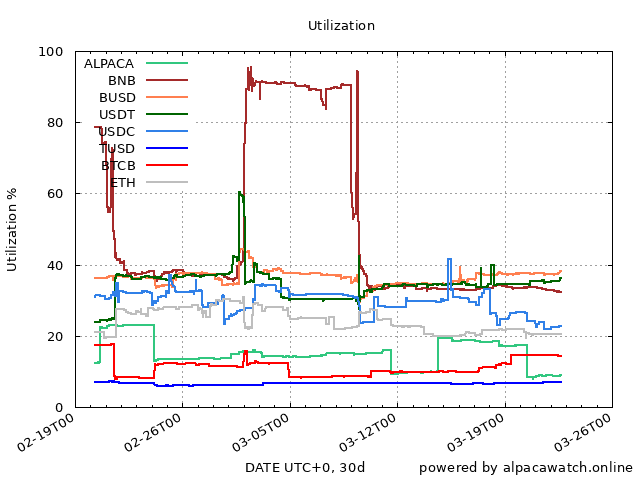 Utilization
Utilization %
100
80
60
40
20
0
ALPACA
BNB
BUSD
USDT
USDC
TUSD
BTCB
ETH
02-19T00
02-26T00
03-05T00
03-12T00
03-19T00
03-26T00
DATE UTC+0, 30d
powered by alpacawatch.online